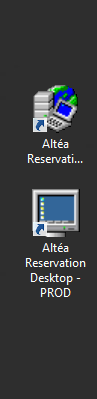 Altéa
Reservati...
Altéa
Reservation
Desktop -
PROD